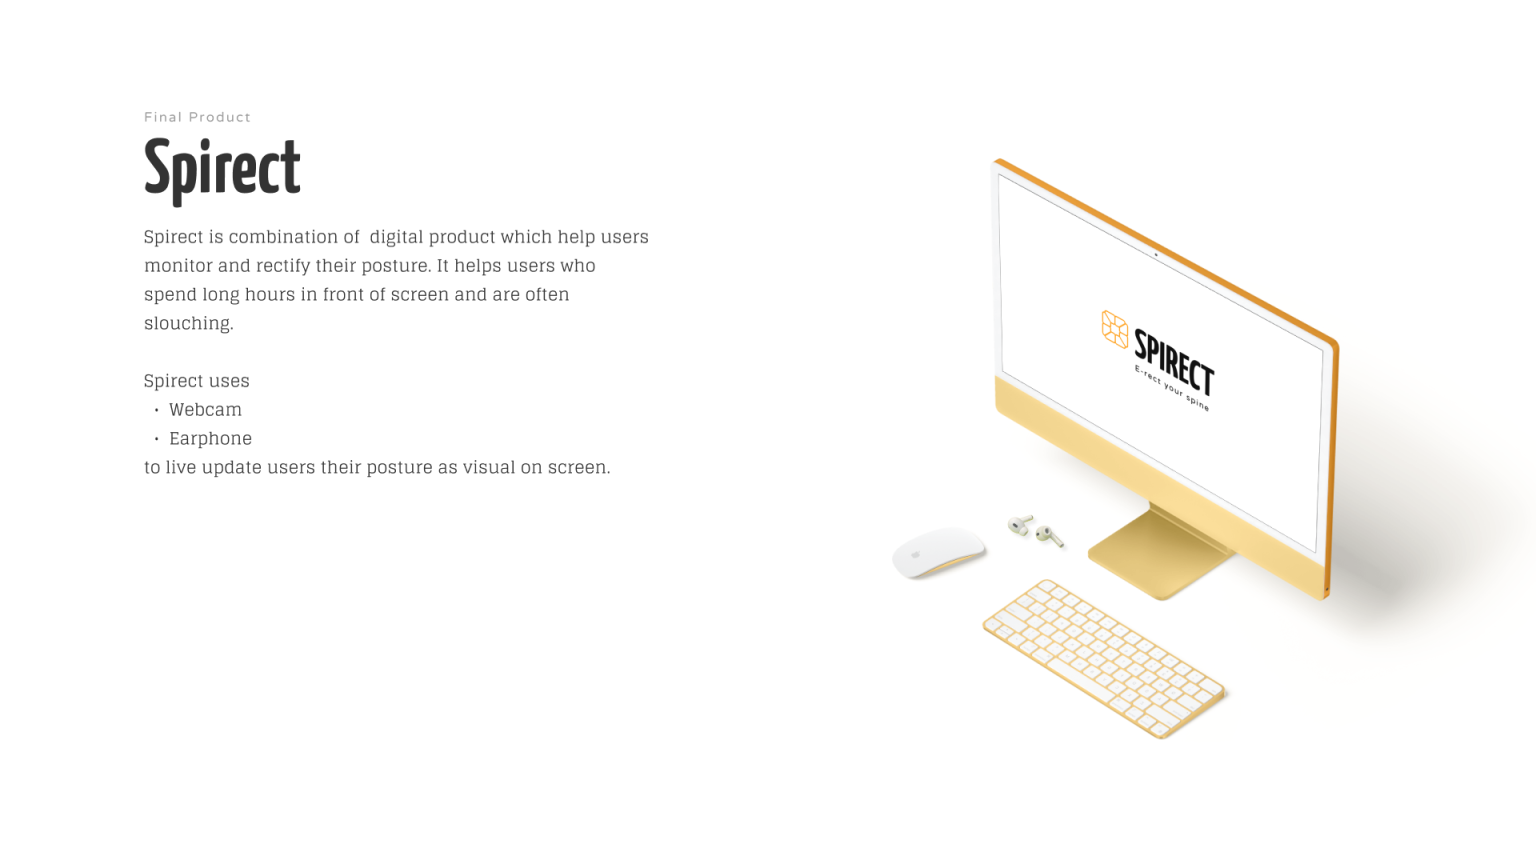 Final Product
Spirect
Spirect is combination of  digital product which help users
monitor and rectify their posture. It helps users who
spend long hours in front of screen and are often
slouching.
Spirect uses
• Webcam
• Earphone
to live update users their posture as visual on screen.
SPIRECT
E-rect your spine